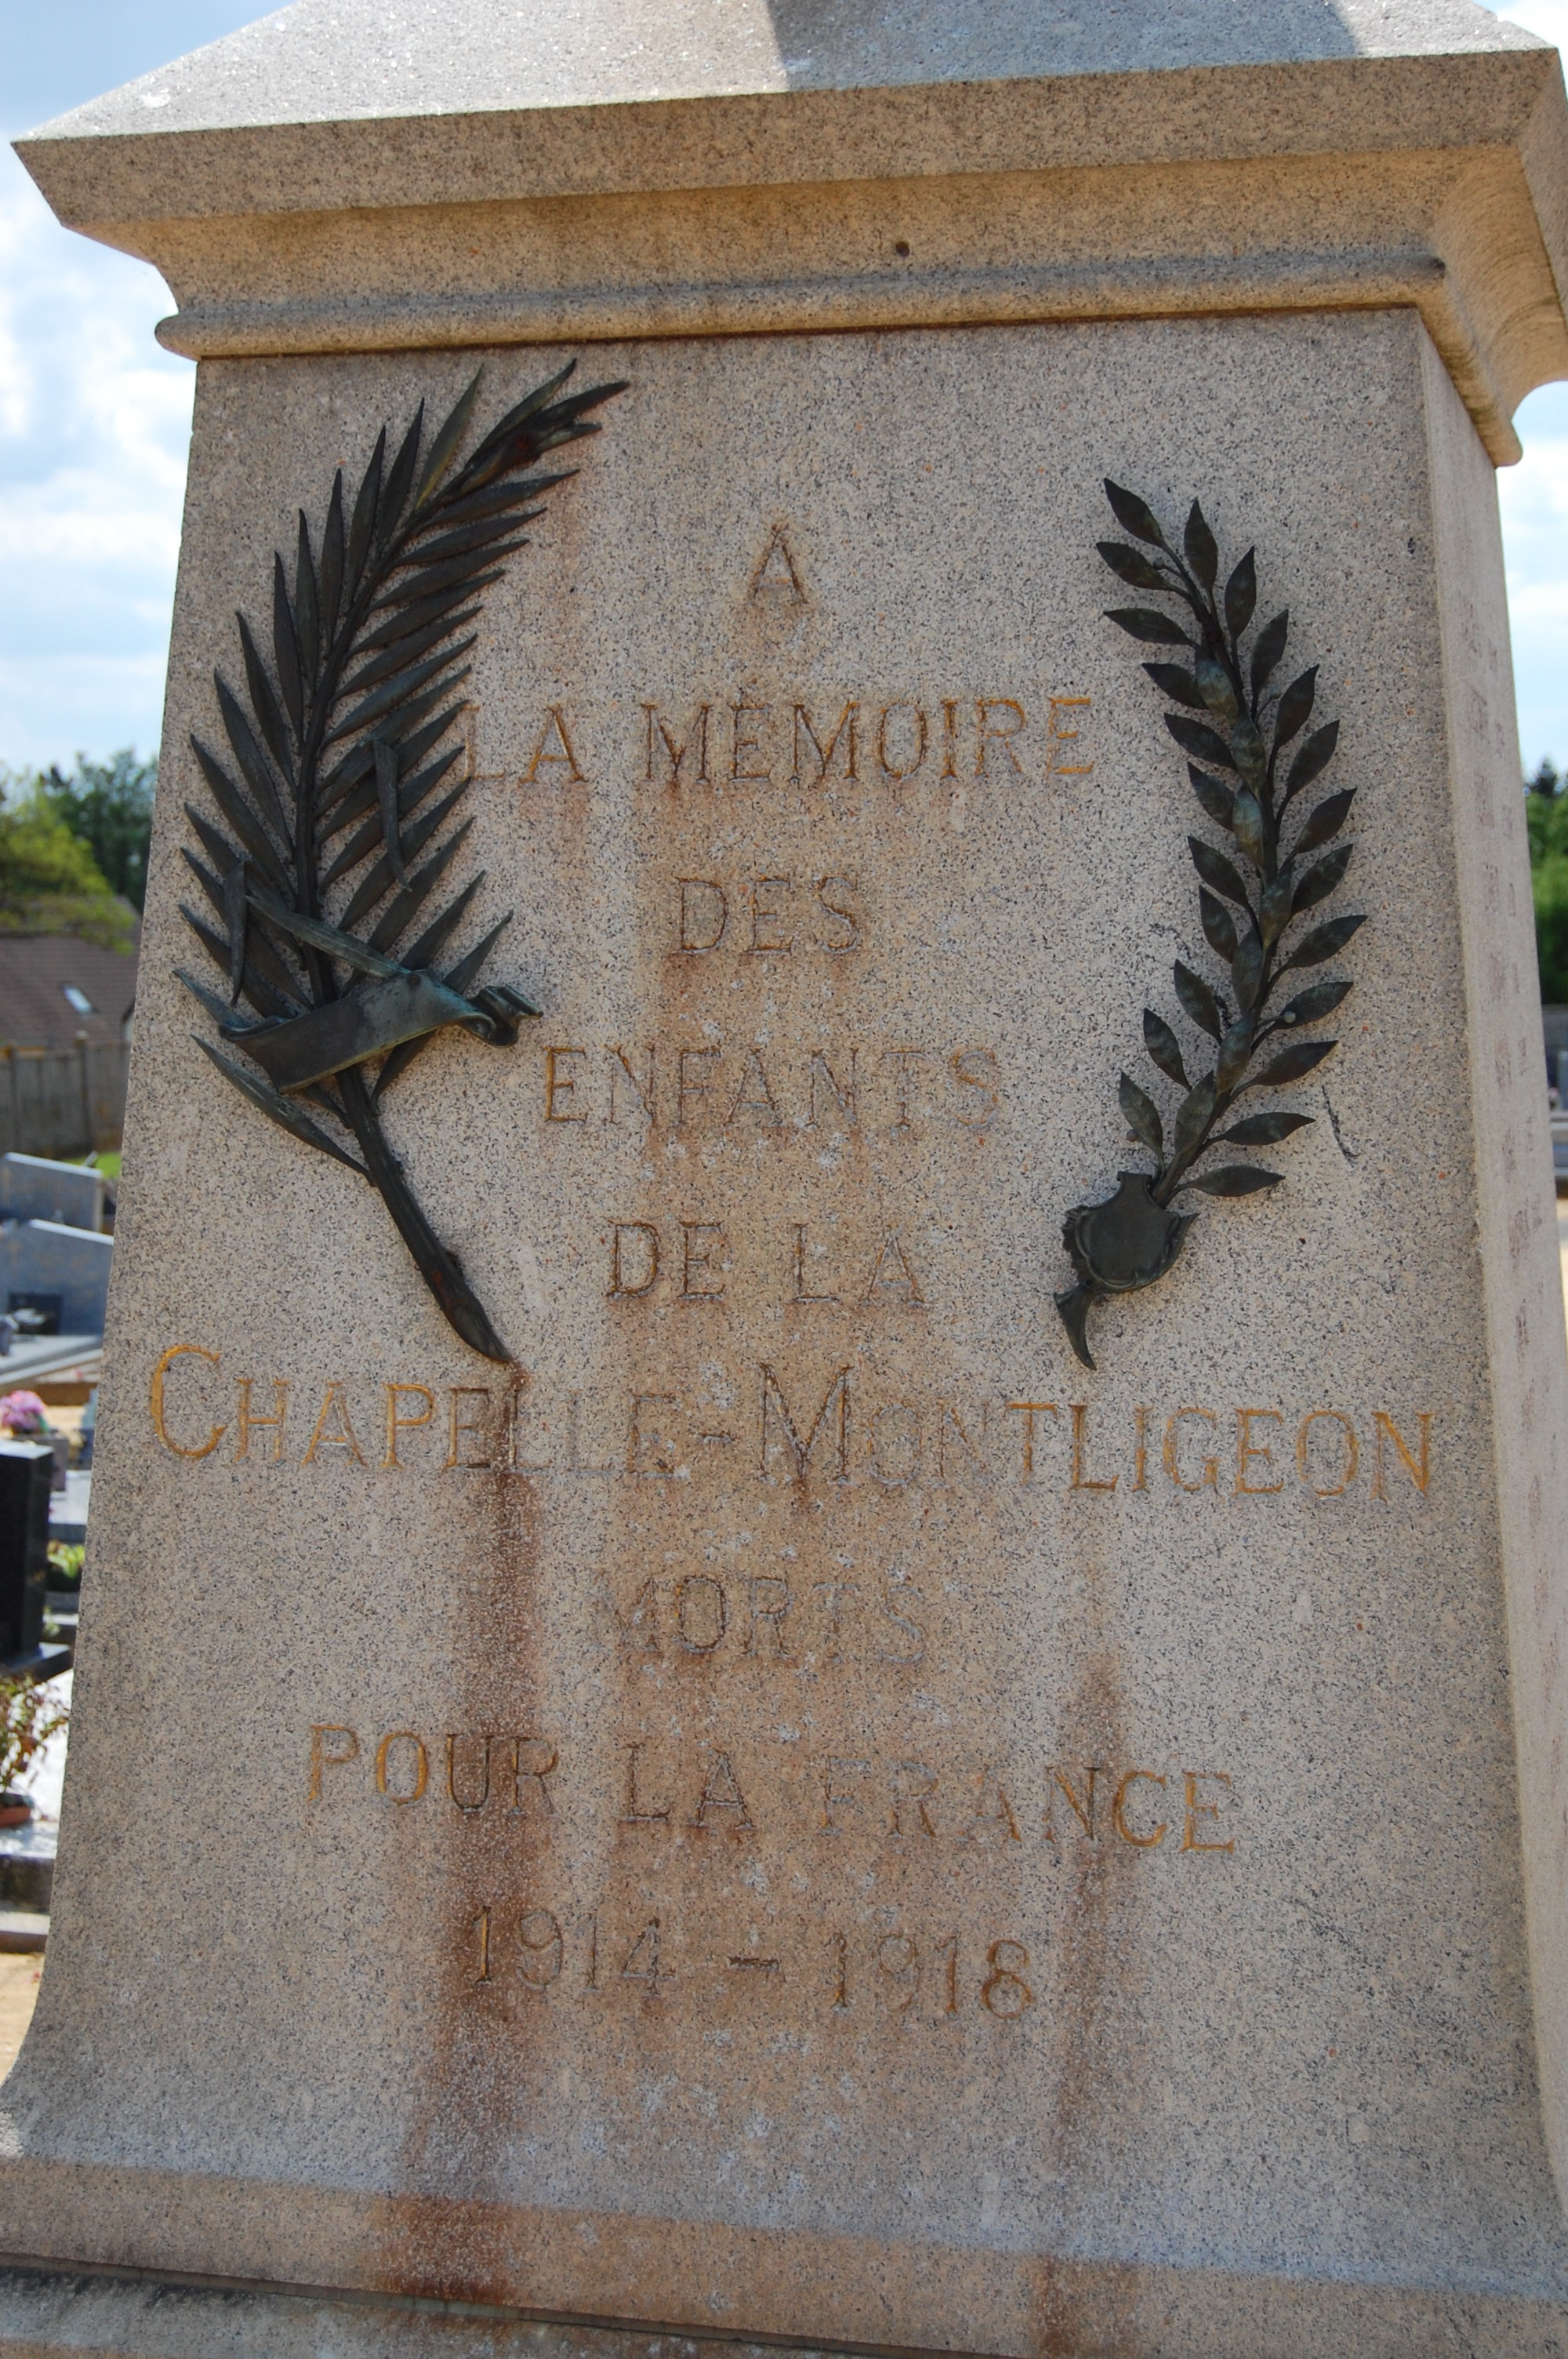 A
LA MÉMOIRE
DES
ENFANTS
DE LA
CHAPELLE-MONTLIGEON
MORTS
POUR LA FRANCE
1914 - 1918